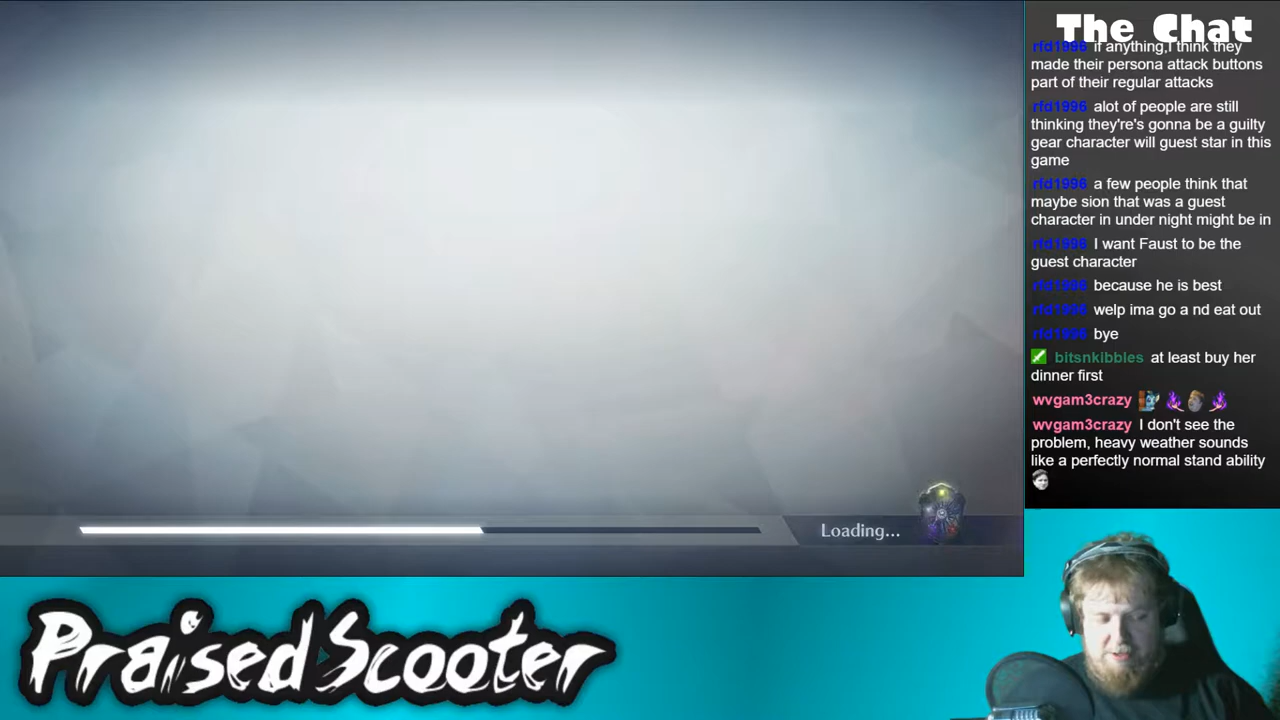 The Chat
rfd1996 if anything,I think they
made their persona attack buttons
part of their regular attacks
rfd1996 alot of people are still
thinking they're's gonna be a guilty
gear character will guest star in this
game
rfd1996 a few people think that
maybe sion that was a guest
character in under night might be in
rfd1996 I want Faust to be the
guest character
rfd1996 because he is best
rfd1996 welp ima go a nd eat out
rfd1996 bye
bitsnkibbles at least buy her
dinner first
wvgam3crazy
wvgam3crazy I don't see the
problem, heavy weather sounds
like a perfectly normal stand ability
Loading...
PraisedScooter